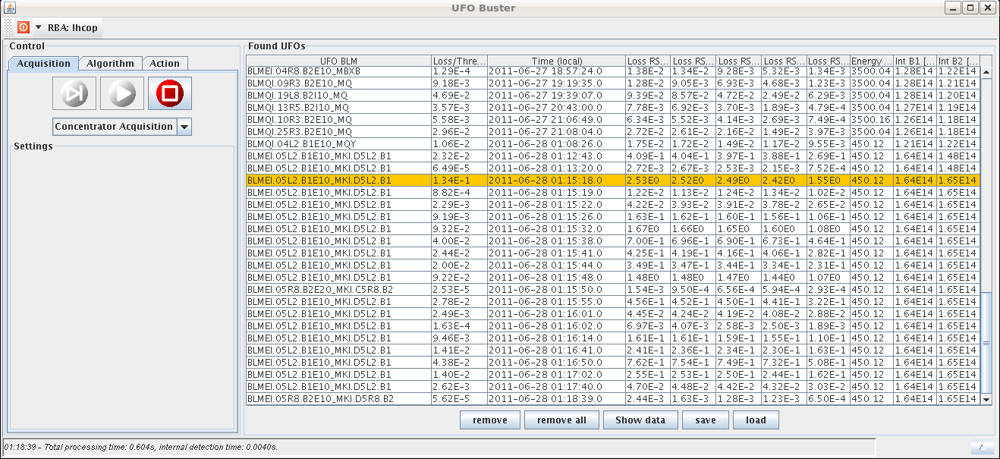 UFO Buster
RBA: lhcop
Control
Acquisition Algorithm Action
Concentrator Acquisition
Settings
Found UFOs
UFO BLM Loss/Thre... Time (local) Loss RS... Loss RS... Loss RS... Loss RS... Loss RS... Energy ... Int B1 [... Int B2 [...
BLMEI.04R8.B2E10_MBXB 1.29E-4 2011-06-27 18:57:24.0 1.38E-2 1.34E-2 9.28E-3 5.32E-3 1.34E-3 3500.04 1.28E14 1.22E14
BLMQI.09R3.B2E10_MQ 9.18E-3 2011-06-27 19:19:35.0 1.28E-2 9.05E-3 6.93E-3 4.68E-3 1.23E-3 3500.04 1.28E14 1.21E14
BLMQI.19L8.B2I10_MQ 4.69E-2 2011-06-27 19:39:07.0 9.39E-2 8.57E-2 4.72E-2 2.49E-2 6.29E-3 3500.04 1.28E14 1.20E14
BLMQI.13R5.B2I10_MQ 3.57E-3 2011-06-27 20:43:00.0 7.78E-3 6.92E-3 3.70E-3 1.89E-3 4.79E-4 3500.04 1.27E14 1.19E14
BLMQI.10R3.B2E10_MQ 5.58E-3 2011-06-27 21:06:49.0 6.34E-3 5.52E-3 4.14E-3 2.69E-3 7.49E-4 3500.16 1.26E14 1.18E14
BLMQI.25R3.B2E10_MQ 2.96E-2 2011-06-27 21:08:04.0 2.72E-2 2.61E-2 2.16E-2 1.49E-2 3.97E-3 3500.04 1.26E14 1.18E14
BLMQI.04L2.B1E10_MQY 1.06E-2 2011-06-28 01:08:26.0 1.75E-2 1.72E-2 1.49E-2 1.17E-2 9.55E-3 450.12 1.21E14 1.22E14
BLMEI.05L2.B1E10_MKI.D5L2.B1 2.32E-2 2011-06-28 01:12:43.0 4.09E-1 4.04E-1 3.97E-1 3.88E-1 2.69E-1 450.12 1.64E14 1.48E14
BLMEI.05L2.B1E10_MKI.D5L2.B1 6.49E-5 2011-06-28 01:13:20.0 2.72E-3 2.67E-3 2.53E-3 2.15E-3 7.52E-4 450.12 1.64E14 1.48E14
BLMEI.05L2.B1E10_MKI.D5L2.B1 1.34E-1 2011-06-28 01:15:18.0 2.53E0 2.52E0 2.49E0 2.42E0 1.55E0 450.12 1.64E14 1.65E14
BLMEI.05L2.B1E10_MKI.D5L2.B1 8.82E-4 2011-06-28 01:15:19.0 1.22E-2 1.13E-2 1.24E-2 1.34E-2 1.02E-2 450.12 1.64E14 1.65E14
BLMEI.05L2.B1E10_MKI.D5L2.B1 2.29E-3 2011-06-28 01:15:22.0 4.22E-2 3.93E-2 3.91E-2 3.78E-2 2.65E-2 450.12 1.64E14 1.65E14
BLMEI.05L2.B1E10_MKI.D5L2.B1 9.19E-3 2011-06-28 01:15:26.0 1.63E-1 1.62E-1 1.60E-1 1.56E-1 1.06E-1 450.12 1.64E14 1.65E14
BLMEI.05L2.B1E10_MKI.D5L2.B1 9.32E-2 2011-06-28 01:15:32.0 1.67E0 1.66E0 1.65E0 1.60E0 1.08E0 450.12 1.64E14 1.65E14
BLMEI.05L2.B1E10_MKI.D5L2.B1 4.00E-2 2011-06-28 01:15:38.0 7.00E-1 6.96E-1 6.90E-1 6.73E-1 4.64E-1 450.12 1.64E14 1.65E14
BLMEI.05L2.B1E10_MKI.D5L2.B1 2.44E-2 2011-06-28 01:15:41.0 4.25E-1 4.19E-1 4.16E-1 4.06E-1 2.82E-1 450.12 1.64E14 1.65E14
BLMEI.05L2.B1E10_MKI.D5L2.B1 2.00E-2 2011-06-28 01:15:44.0 3.49E-1 3.47E-1 3.44E-1 3.34E-1 2.31E-1 450.12 1.64E14 1.65E14
BLMEI.05L2.B1E10_MKI.D5L2.B1 9.22E-2 2011-06-28 01:15:48.0 1.48E0 1.48E0 1.47E0 1.44E0 1.07E0 450.12 1.64E14 1.65E14
BLMEI.05R8.B2E20_MKI.C5R8.B2 2.53E-5 2011-06-28 01:15:50.0 1.54E-3 9.50E-4 6.56E-4 5.94E-4 2.93E-4 450.12 1.64E14 1.65E14
BLMEI.05L2.B1E10_MKI.D5L2.B1 2.78E-2 2011-06-28 01:15:55.0 4.56E-1 4.52E-1 4.50E-1 4.41E-1 3.22E-1 450.12 1.64E14 1.65E14
BLMEI.05L2.B1E10_MKI.D5L2.B1 2.49E-3 2011-06-28 01:16:01.0 4.45E-2 4.24E-2 4.19E-2 4.08E-2 2.88E-2 450.12 1.64E14 1.65E14
BLMEI.05L2.B1E10_MKI.D5L2.B1 1.63E-4 2011-06-28 01:16:02.0 6.97E-3 4.07E-3 2.58E-3 2.50E-3 1.89E-3 450.12 1.64E14 1.65E14
BLMEI.05L2.B1E10_MKI.D5L2.B1 9.46E-3 2011-06-28 01:16:14.0 1.61E-1 1.61E-1 1.59E-1 1.55E-1 1.10E-1 450.12 1.64E14 1.65E14
BLMEI.05L2.B1E10_MKI.D5L2.B1 1.41E-2 2011-06-28 01:16:41.0 2.41E-1 2.36E-1 2.34E-1 2.30E-1 1.63E-1 450.12 1.64E14 1.65E14
BLMEI.05L2.B1E10_MKI.D5L2.B1 4.38E-2 2011-06-28 01:16:50.0 7.62E-1 7.54E-1 7.49E-1 7.32E-1 5.08E-1 450.12 1.64E14 1.65E14
BLMEI.05L2.B1E10_MKI.D5L2.B1 1.40E-2 2011-06-28 01:17:02.0 2.55E-1 2.53E-1 2.50E-1 2.44E-1 1.62E-1 450.12 1.64E14 1.65E14
BLMEI.05L2.B1E10_MKI.D5L2.B1 2.62E-3 2011-06-28 01:17:40.0 4.70E-2 4.48E-2 4.42E-2 4.32E-2 3.03E-2 450.12 1.64E14 1.65E14
BLMEI.05R8.B2E10_MKI.D5R8.B2 5.62E-5 2011-06-28 01:18:39.0 2.44E-3 1.63E-3 1.28E-3 1.23E-3 6.50E-4 450.12 1.64E14 1.65E14
remove remove all Show data save load
01:18:39 - Total processing time: 0.604s, internal detection time: 0.0040s.